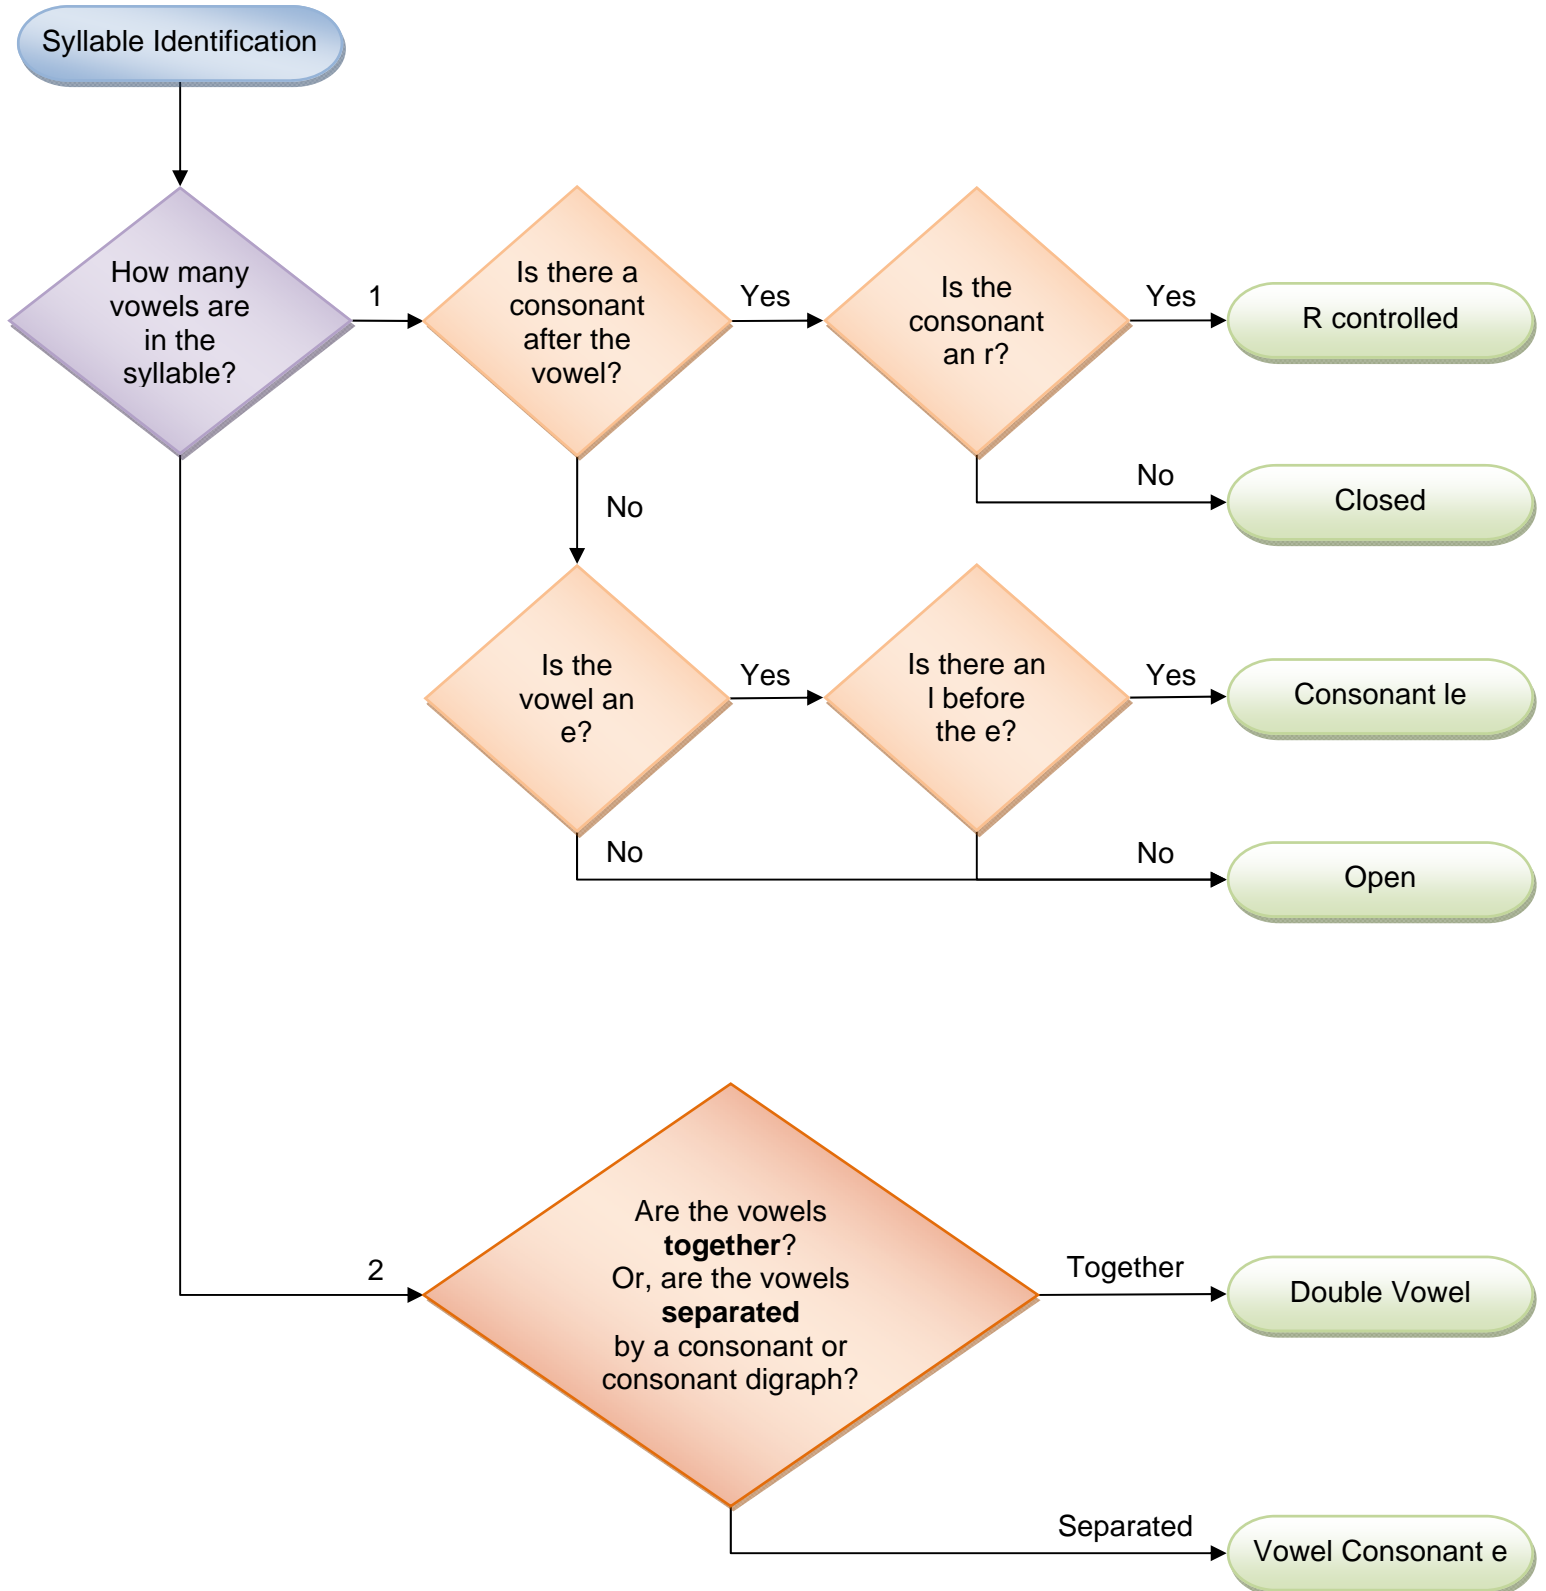 Syllable Identification
How many
vowels are
in the
syllable?
1
Is there a
consonant
after the
vowel?
Yes
Is the
consonant
an r?
Yes
R controlled
No
Closed
No
Is the
vowel an
e?
Yes
Is there an
l before
the e?
Yes
Consonant le
No
No
Open
2
Are the vowels
together?
Or, are the vowels
separated
by a consonant or
consonant digraph?
Together
Double Vowel
Separated
Vowel Consonant e